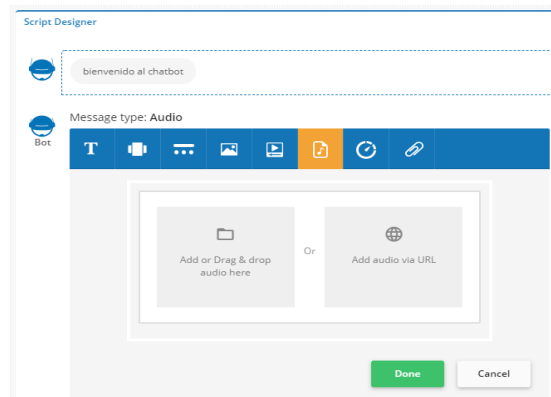 Script Designer
bienvenido al chatbot
Message type: Audio
Bot
T
Add or Drag & drop
audio here
Or
Add audio via URL
Done
Cancel